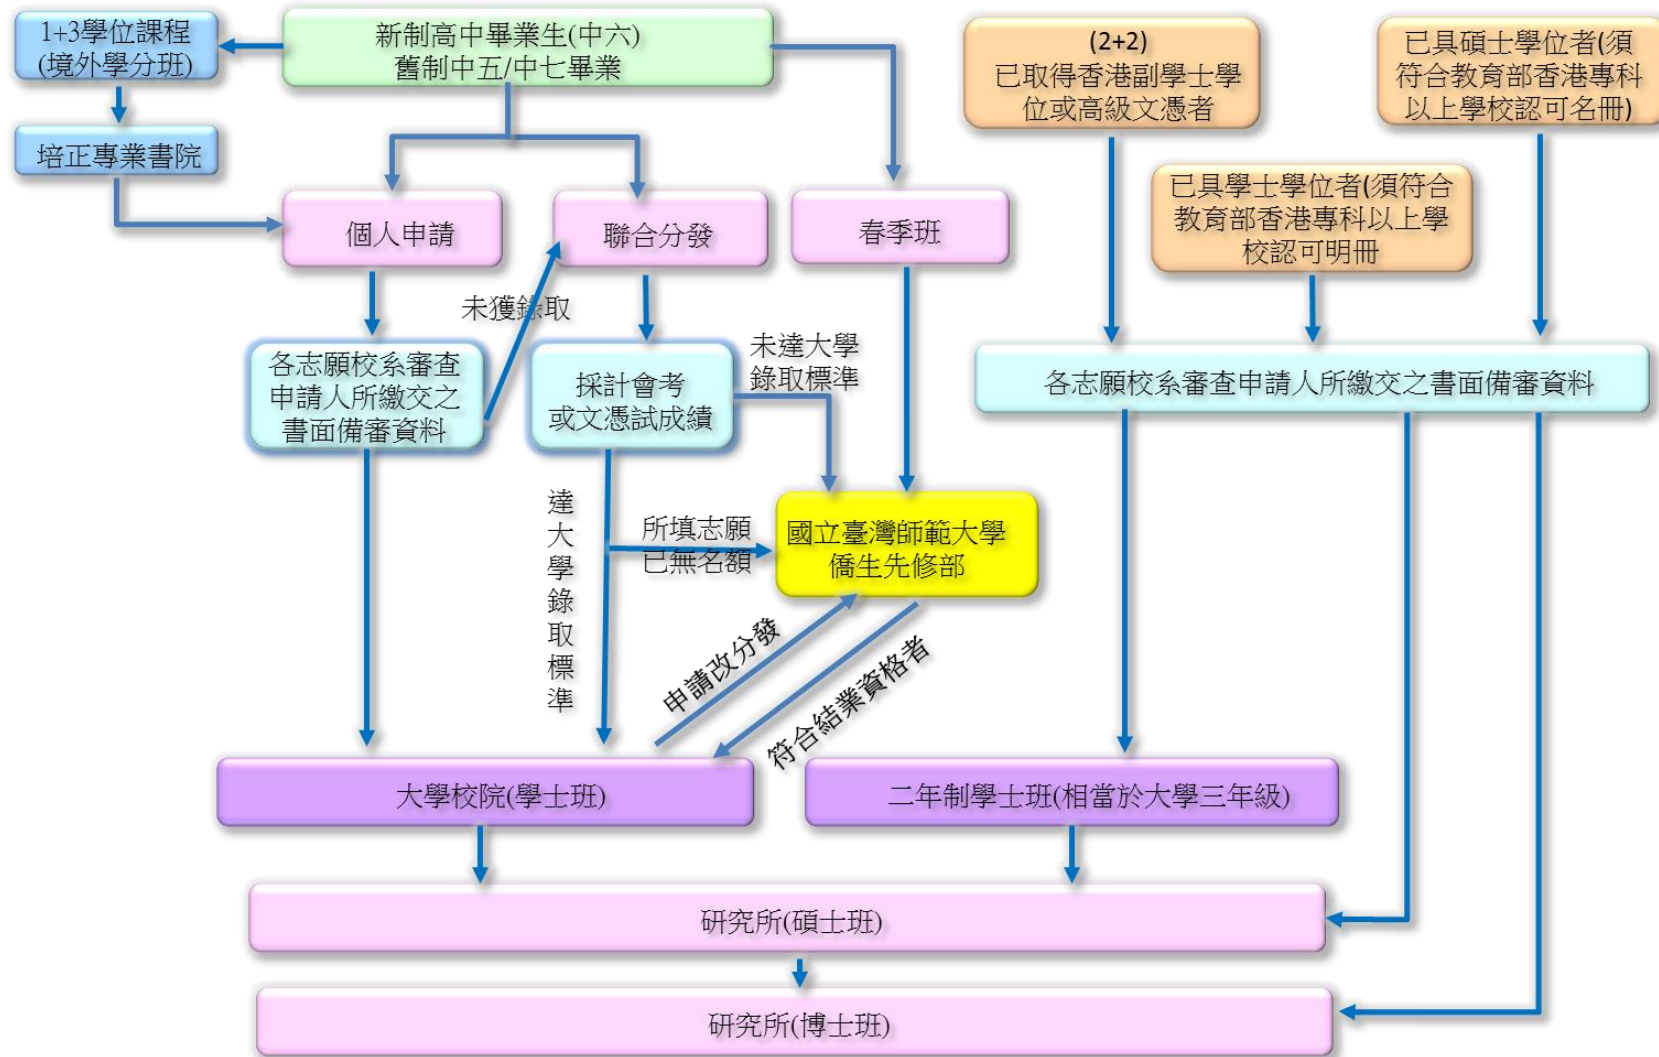 1+3學位課程
(境外學分班)
新制高中畢業生(中六)
舊制中五/中七畢業
(2+2)
已取得香港副學士學
位或高級文憑者
已具碩士學位者(須
符合教育部香港專科
以上學校認可名冊)
培正專業書院
已具學士學位者(須符合
教育部香港專科以上學
校認可明冊
個人申請
聯合分發
春季班
未獲錄取
各志願校系審查
申請人所繳交之
書面備審資料
採計會考
或文憑試成績
未達大學
錄取標準
各志願校系審查申請人所繳交之書面備審資料
達大學錄取標準
所填志願
已無名額
國立臺灣師範大學
僑生先修部
申請改分發
符合結業資格者
大學校院(學士班)
二年制學士班(相當於大學三年級)
研究所(碩士班)
研究所(博士班)